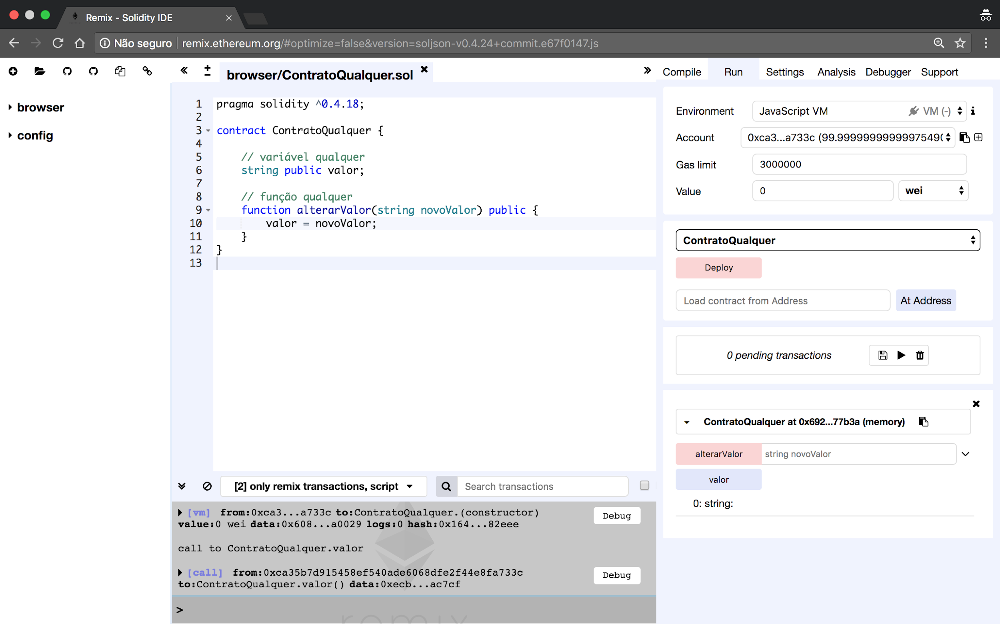 Remix - Solidity IDE
Não seguro | remix.ethereum.org/#optimize=false&version=soljson-v0.4.24+commit.e67f0147.js
browser
config
browser/ContratoQualquer.sol
1 pragma solidity ^0.4.18;
2
3 contract ContratoQualquer {
4
5 // variável qualquer
6 string public valor;
7
8 // função qualquer
9 function alterarValor(string novoValor) public {
10 valor = novoValor;
11 }
12 }
13
[2] only remix transactions, script
Search transactions
[vm] from:0xca3...a733c to:ContratoQualquer.(constructor)
value:0 wei data:0x608...a0029 logs:0 hash:0x164...82eee
Debug
call to ContratoQualquer.valor
[call] from:0xca35b7d915458ef540ade6068dfe2f44e8fa733c
to:ContratoQualquer.valor() data:0xecb...ac7cf
Debug
>
remix
Compile Run Settings Analysis Debugger Support
Environment JavaScript VM VM (-)
Account 0xca3...a733c (99.9999999999997549
Gas limit 3000000
Value 0 wei
ContratoQualquer
Deploy
Load contract from Address At Address
0 pending transactions
ContratoQualquer at 0x692...77b3a (memory)
alterarValor string novoValor
valor
0: string: